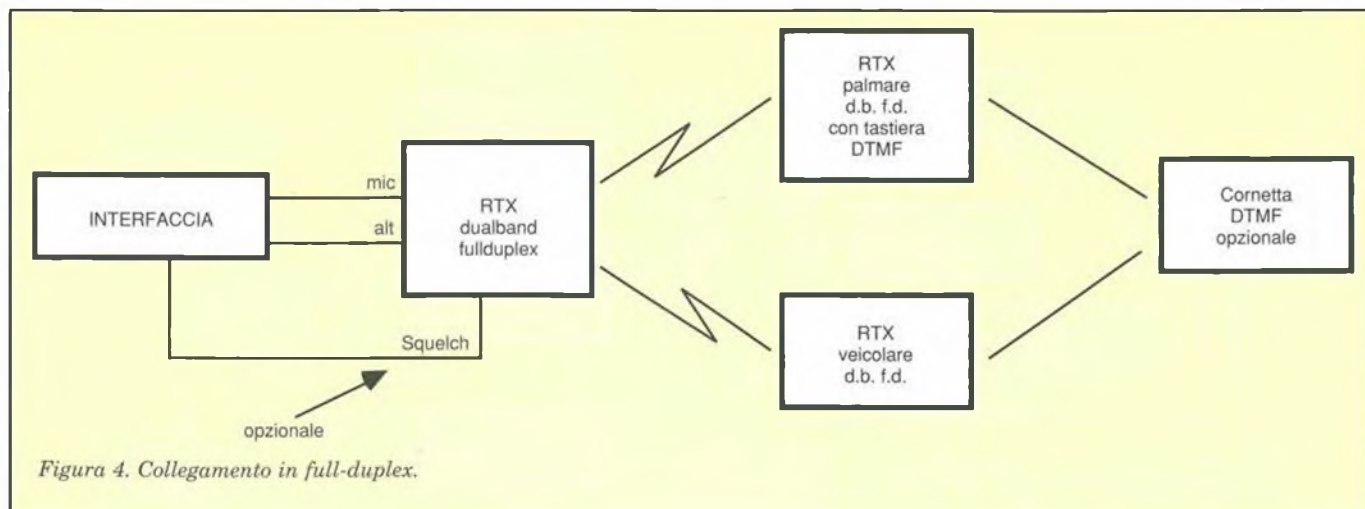 INTERFACCIA
mic
alt
RTX
dualband
fullduplex
Squelch
opzionale
RTX
palmare
d.b. f.d.
con tastiera
DTMF
RTX
veicolare
d.b. f.d.
Cornetta
DTMF
opzionale
Figura 4. Collegamento in full-duplex.